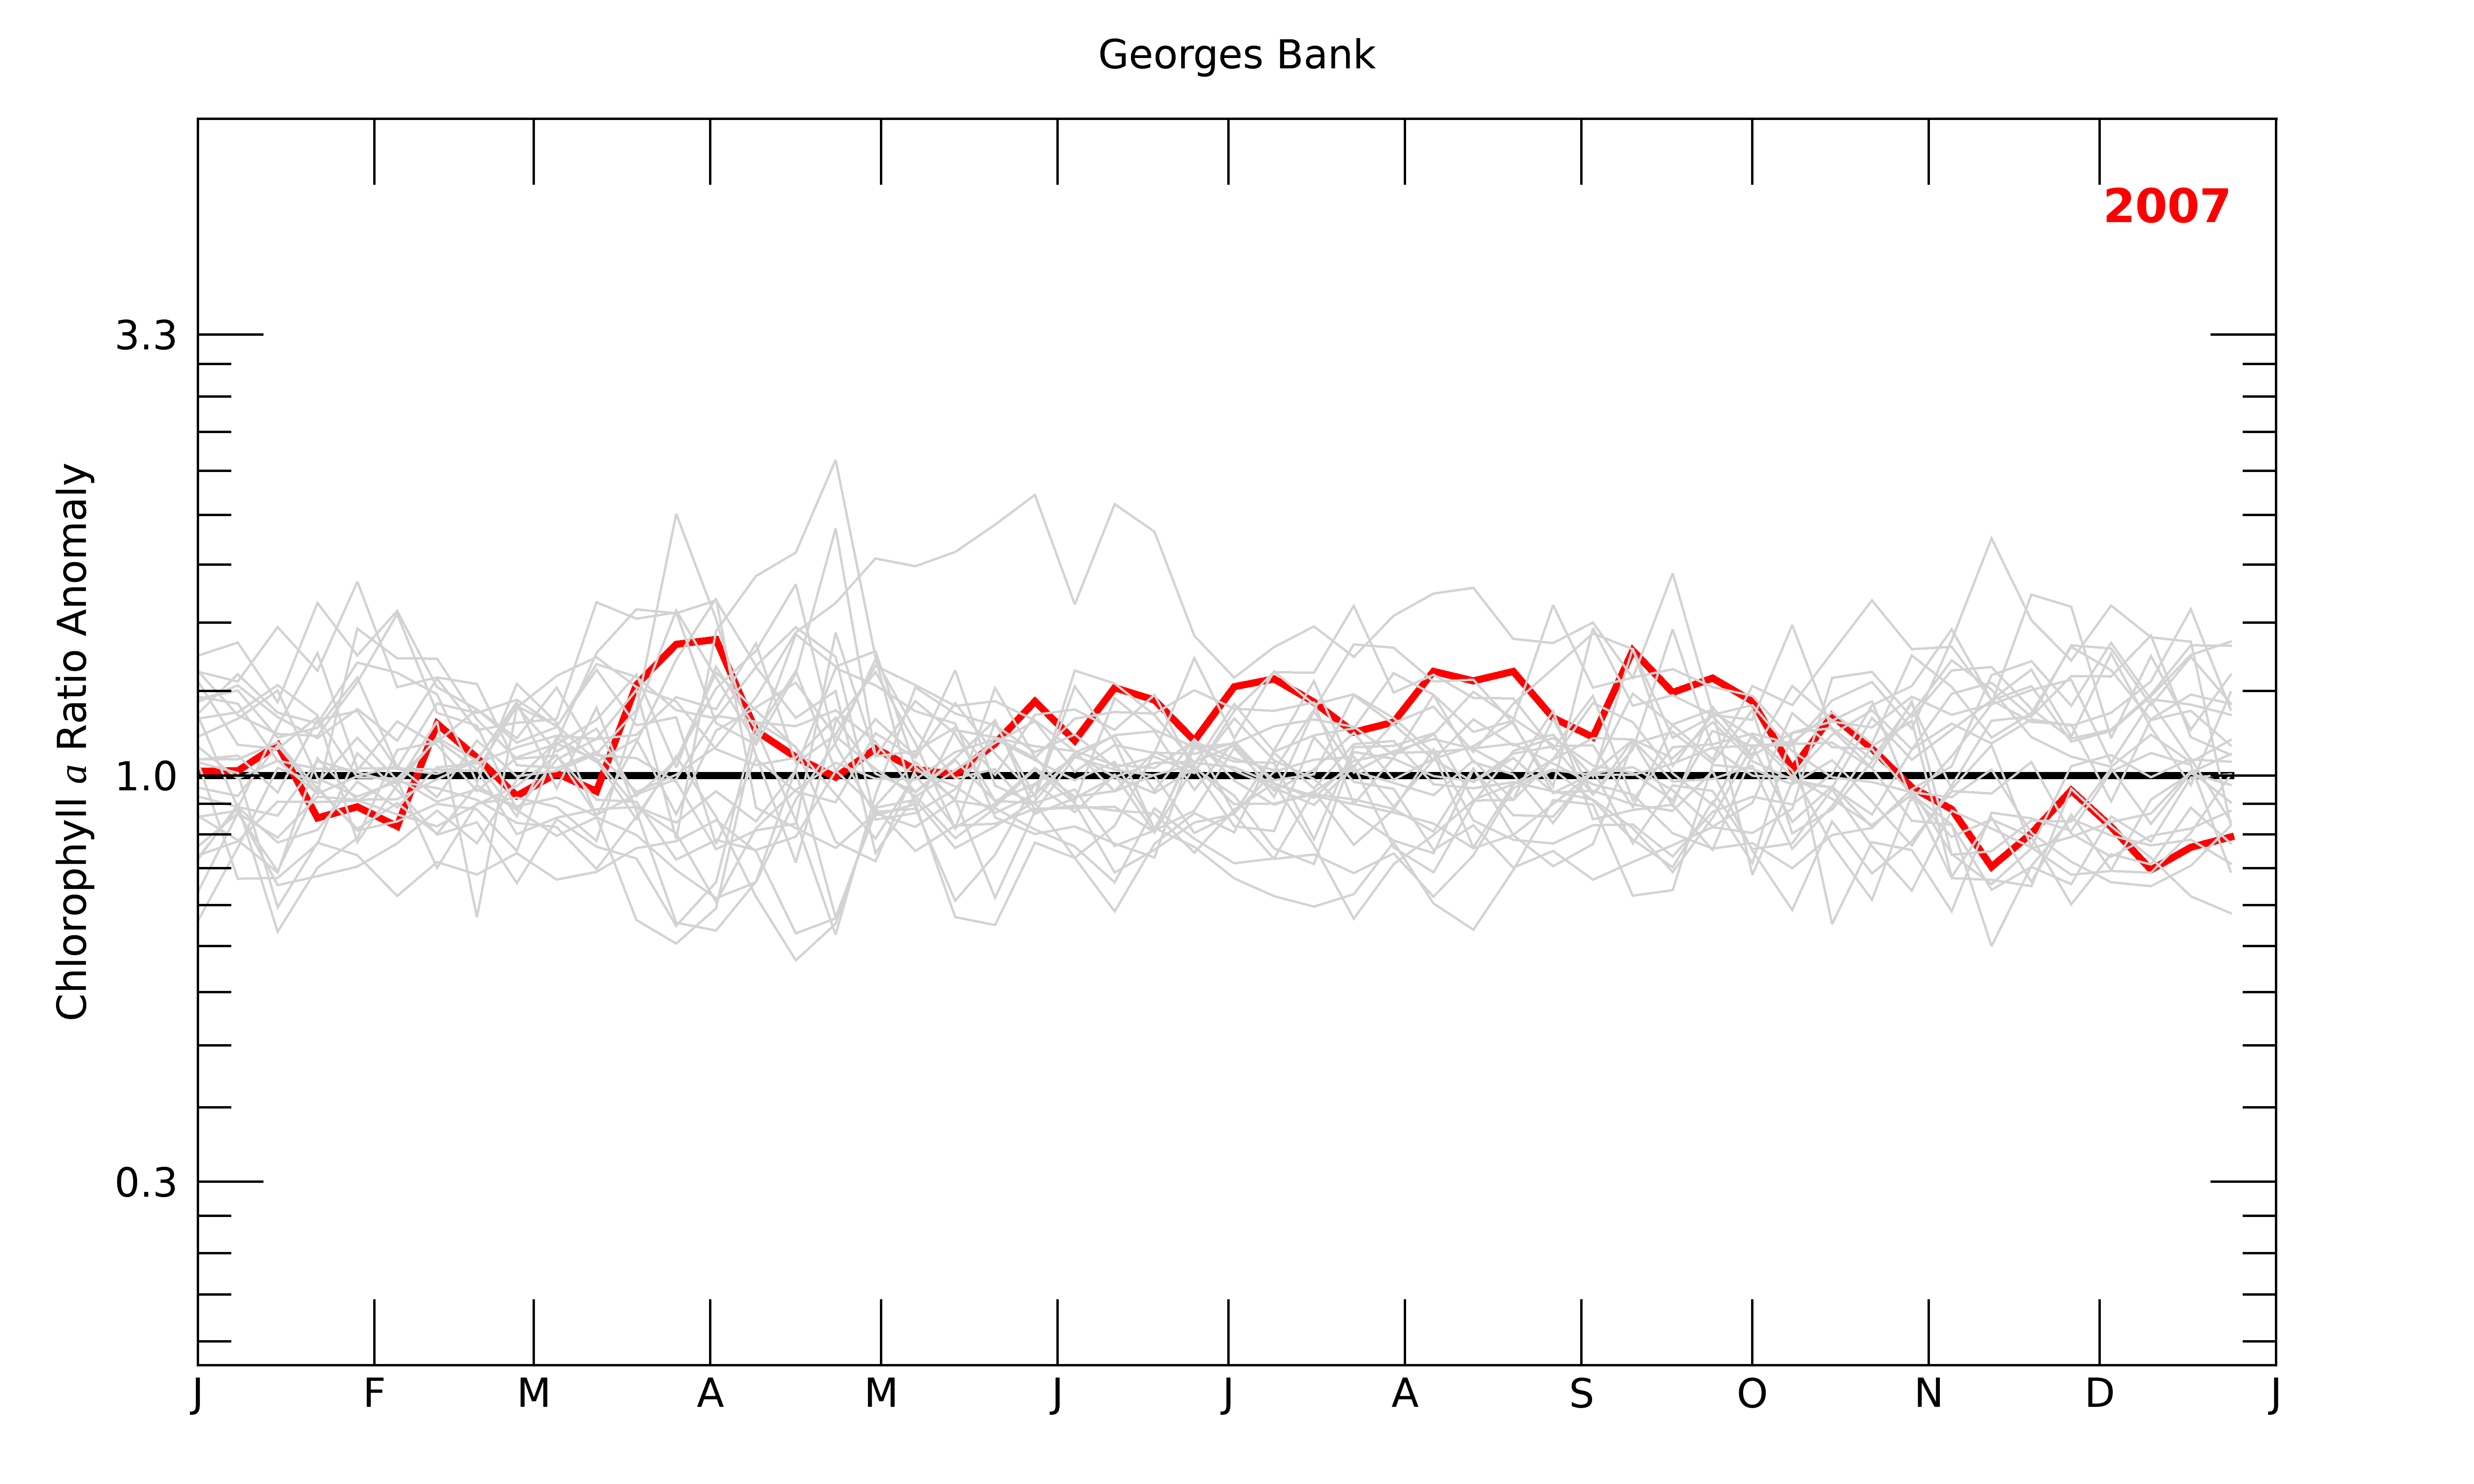 Georges Bank
2007
Chlorophyll a Ratio Anomaly
3.3
1.0
0.3
J F M A M J J A S O N D J